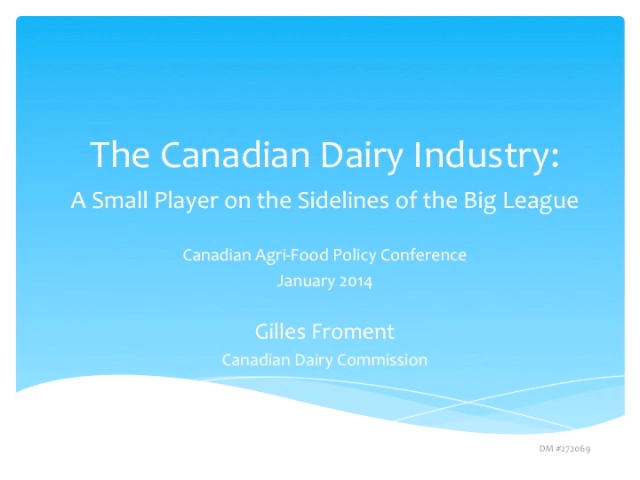 The Canadian Dairy Industry:
A Small Player on the Sidelines of the Big League
Canadian Agri-Food Policy Conference
January 2014
Gilles Froment
Canadian Dairy Commission
DM #272069